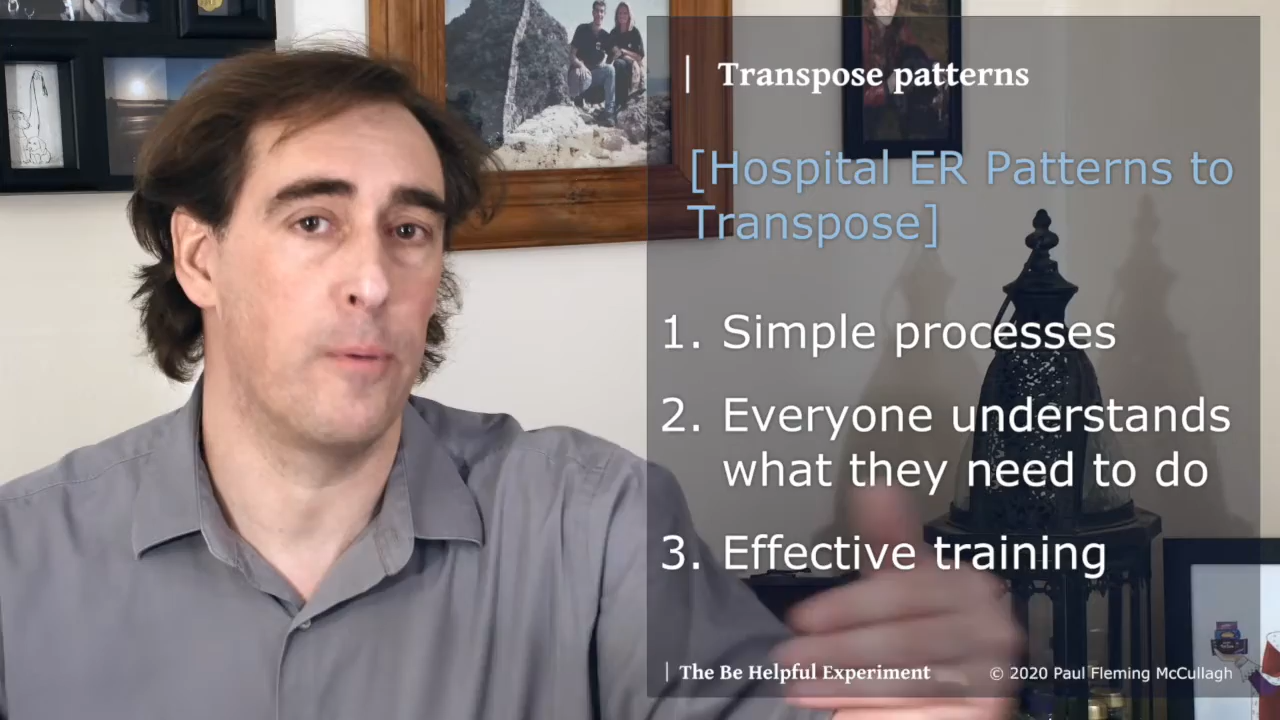 | Transpose patterns
[Hospital ER Patterns to
Transpose]
1. Simple processes
2. Everyone understands
what they need to do
3. Effective training
| The Be Helpful Experiment © 2020 Paul Fleming McCullagh